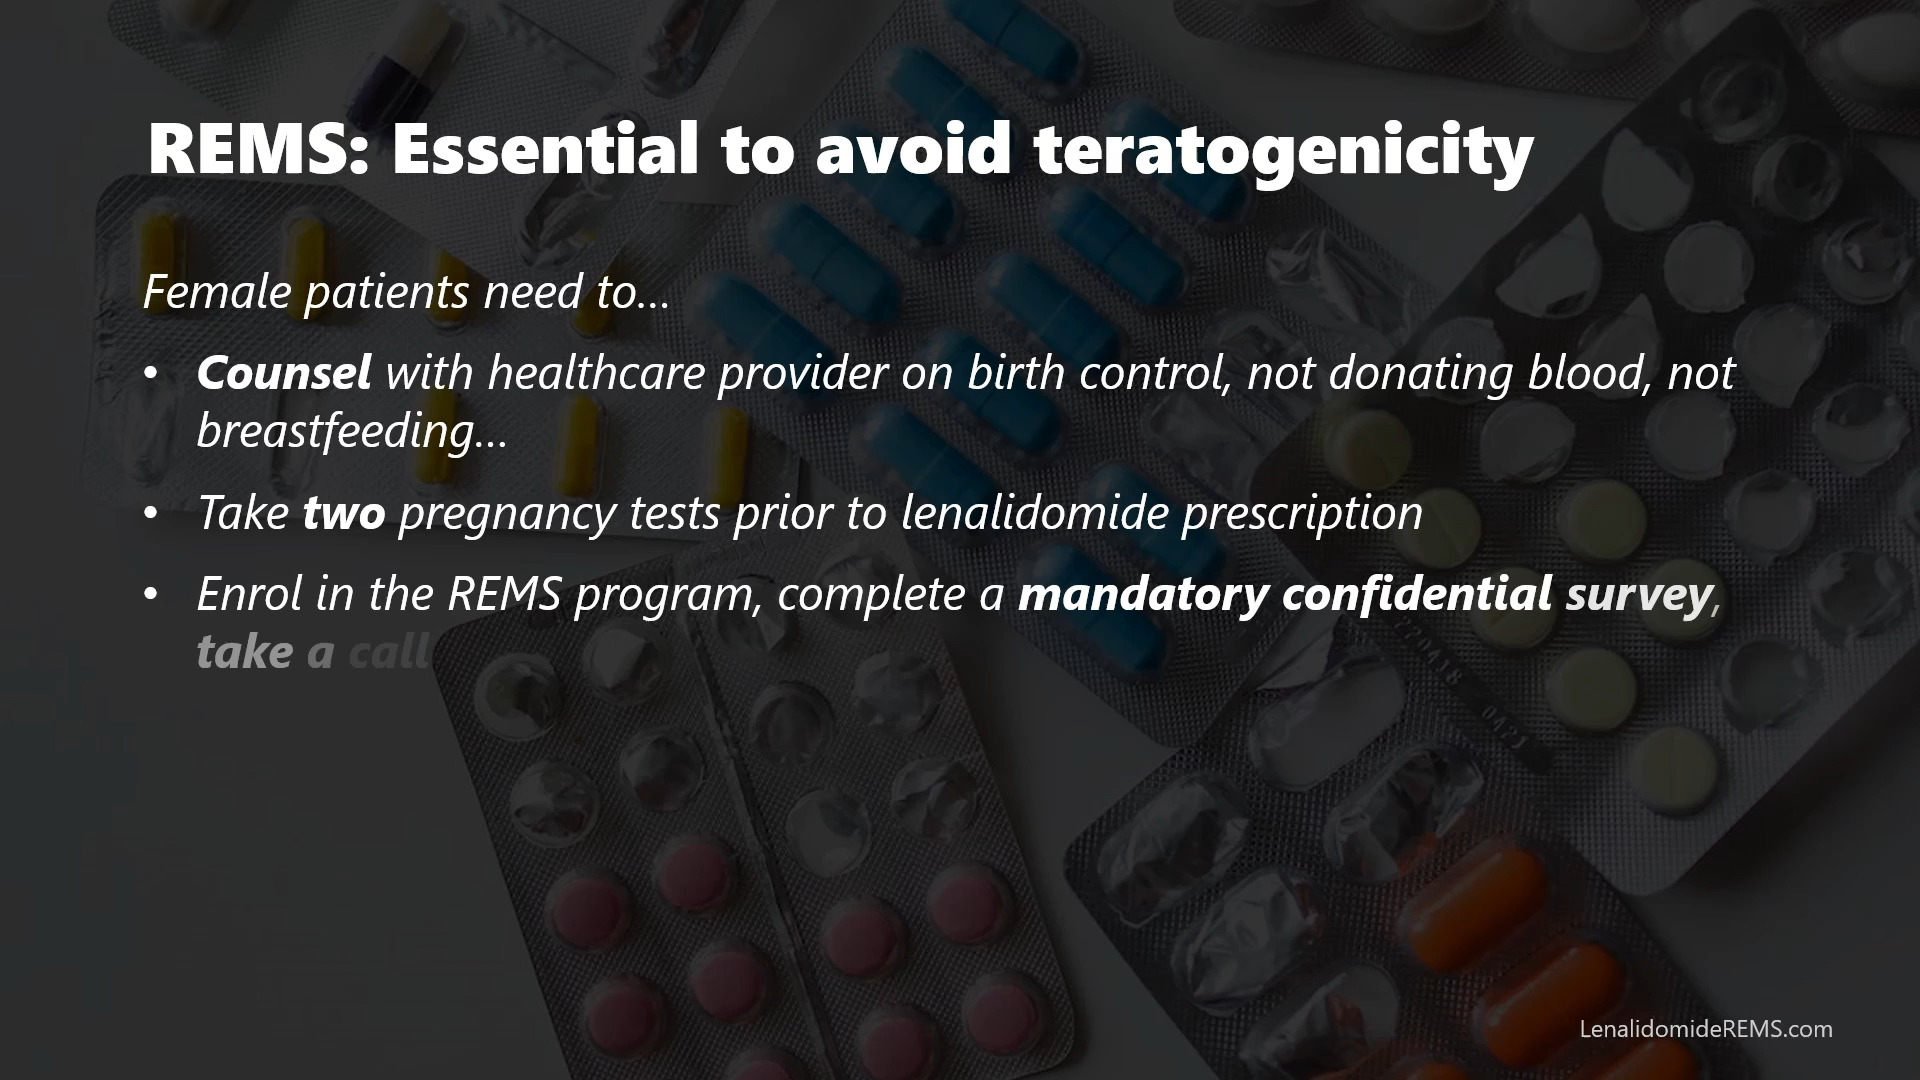 REMS: Essential to avoid teratogenicity
Female patients need to...
• Counsel with healthcare provider on birth control, not donating blood, not
breastfeeding...
• Take two pregnancy tests prior to lenalidomide prescription
• Enrol in the REMS program, complete a mandatory confidential survey,
take a call
LenalidomideREMS.com